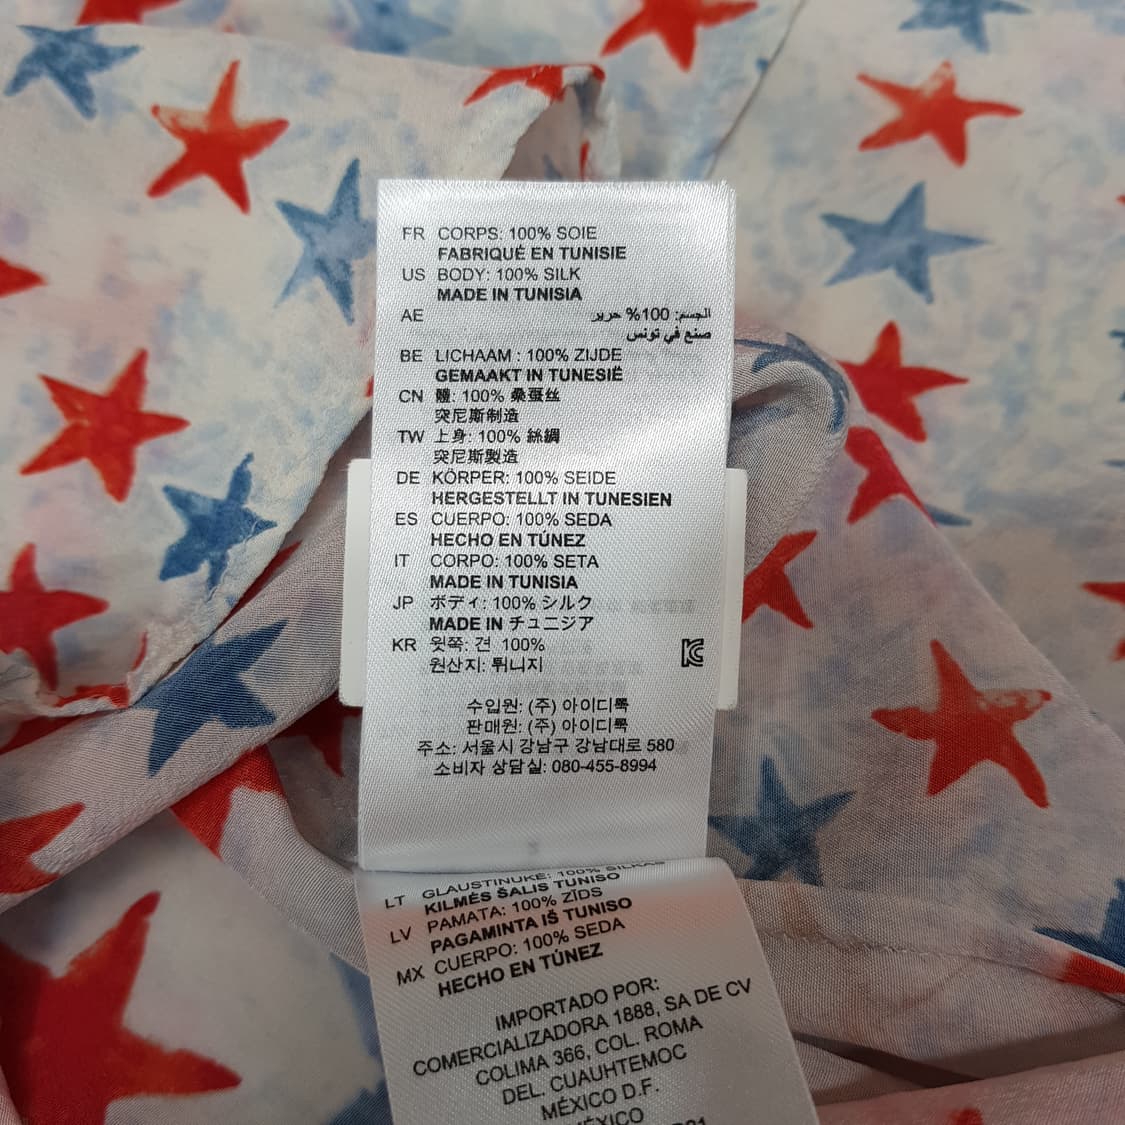 FR CORPS: 100% SOIE
FABRIQUÉ EN TUNISIE
US BODY: 100% SILK
MADE IN TUNISIA
AE الجسم: 100% حرير
صنع في تونس
BE LICHAAM : 100% ZIJDE
GEMAAKT IN TUNESIË
CN 體: 100% 桑蚕丝
突尼斯制造
TW 上身: 100% 絲綢
突尼斯製造
DE KÖRPER: 100% SEIDE
HERGESTELLT IN TUNESIEN
ES CUERPO: 100% SEDA
HECHO EN TÚNEZ
IT CORPO: 100% SETA
MADE IN TUNISIA
JP ボディ: 100% シルク
MADE IN チュニジア
KR 윗쪽: 견 100%
원산지: 튀니지
수입원: (주) 아이디룩
판매원: (주) 아이디룩
주소: 서울시 강남구 강남대로 580
소비자 상담실: 080-455-8994
LT GLAUSTINUKĖ: 100% SILKAS
KILMĖS ŠALIS TUNISO
LV PAMATA: 100% ZĪDS
PAGAMINTA IŠ TUNISO
MX CUERPO: 100% SEDA
HECHO EN TÚNEZ
IMPORTADO POR:
COMERCIALIZADORA 1888, SA DE CV
COLIMA 366, COL. ROMA
DEL. CUAUHTEMOC
MÉXICO D.F.
MÉXICO